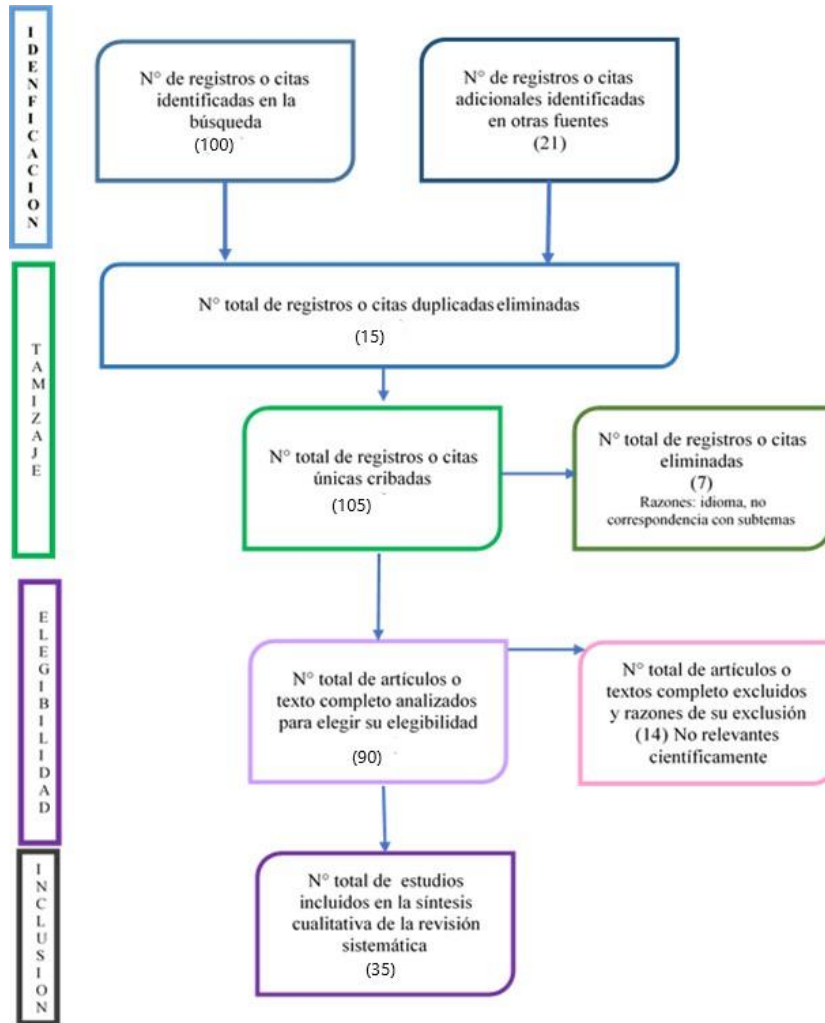 IDENFICACION
N° de registros o citas
identificadas en la
búsqueda
(100)
N° de registros o citas
adicionales identificadas
en otras fuentes
(21)
TAMIZAJE
N° total de registros o citas duplicadas eliminadas
(15)
N° total de registros o citas
únicas cribadas
(105)
N° total de registros o citas
eliminadas
(7)
Razones: idioma, no
correspondencia con subtemas
ELEGIBILIDAD
N° total de artículos o
texto completo analizados
para elegir su elegibilidad
(90)
N° total de artículos o
textos completo excluidos
y razones de su exclusión
(14) No relevantes
científicamente
INCLUSION
N° total de estudios
incluidos en la síntesis
cualitativa de la revisión
sistemática
(35)